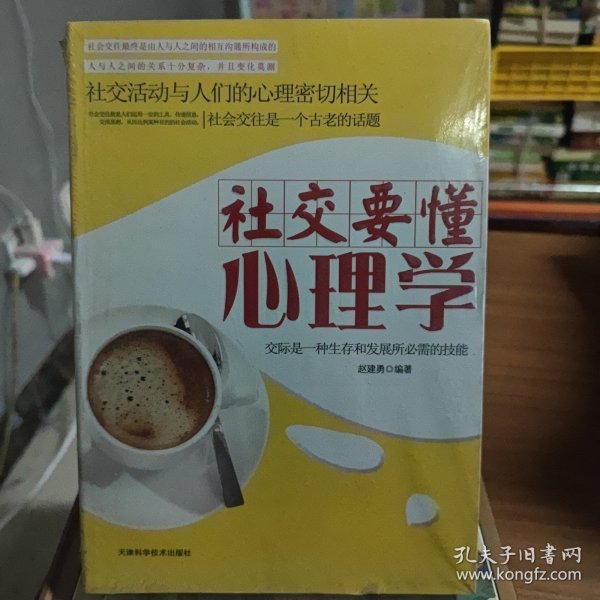 社会交往最终是由人与人之间的相互沟通所构成的
人与人之间的关系十分复杂，并且变化莫测
社交活动与人们的心理密切相关
社会交往是一个古老的话题
社交要懂
心理学
交际是一种生存和发展所必需的技能
赵建勇◎编著
天津科学技术出版社
孔夫子旧书网
www.kongfz.com